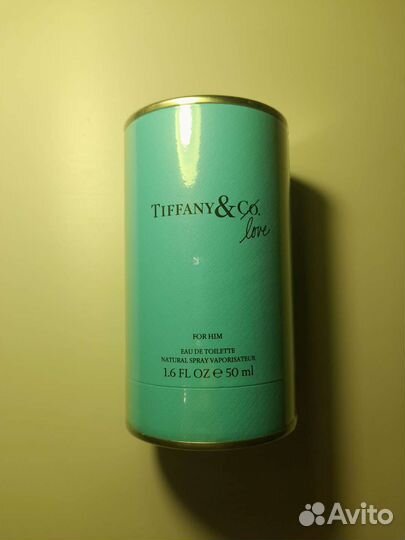 TIFFANY & Co.
love
FOR HIM
EAU DE TOILETTE
NATURAL SPRAY VAPORISATEUR
1.6 FL OZ ℮ 50 ml
Avito